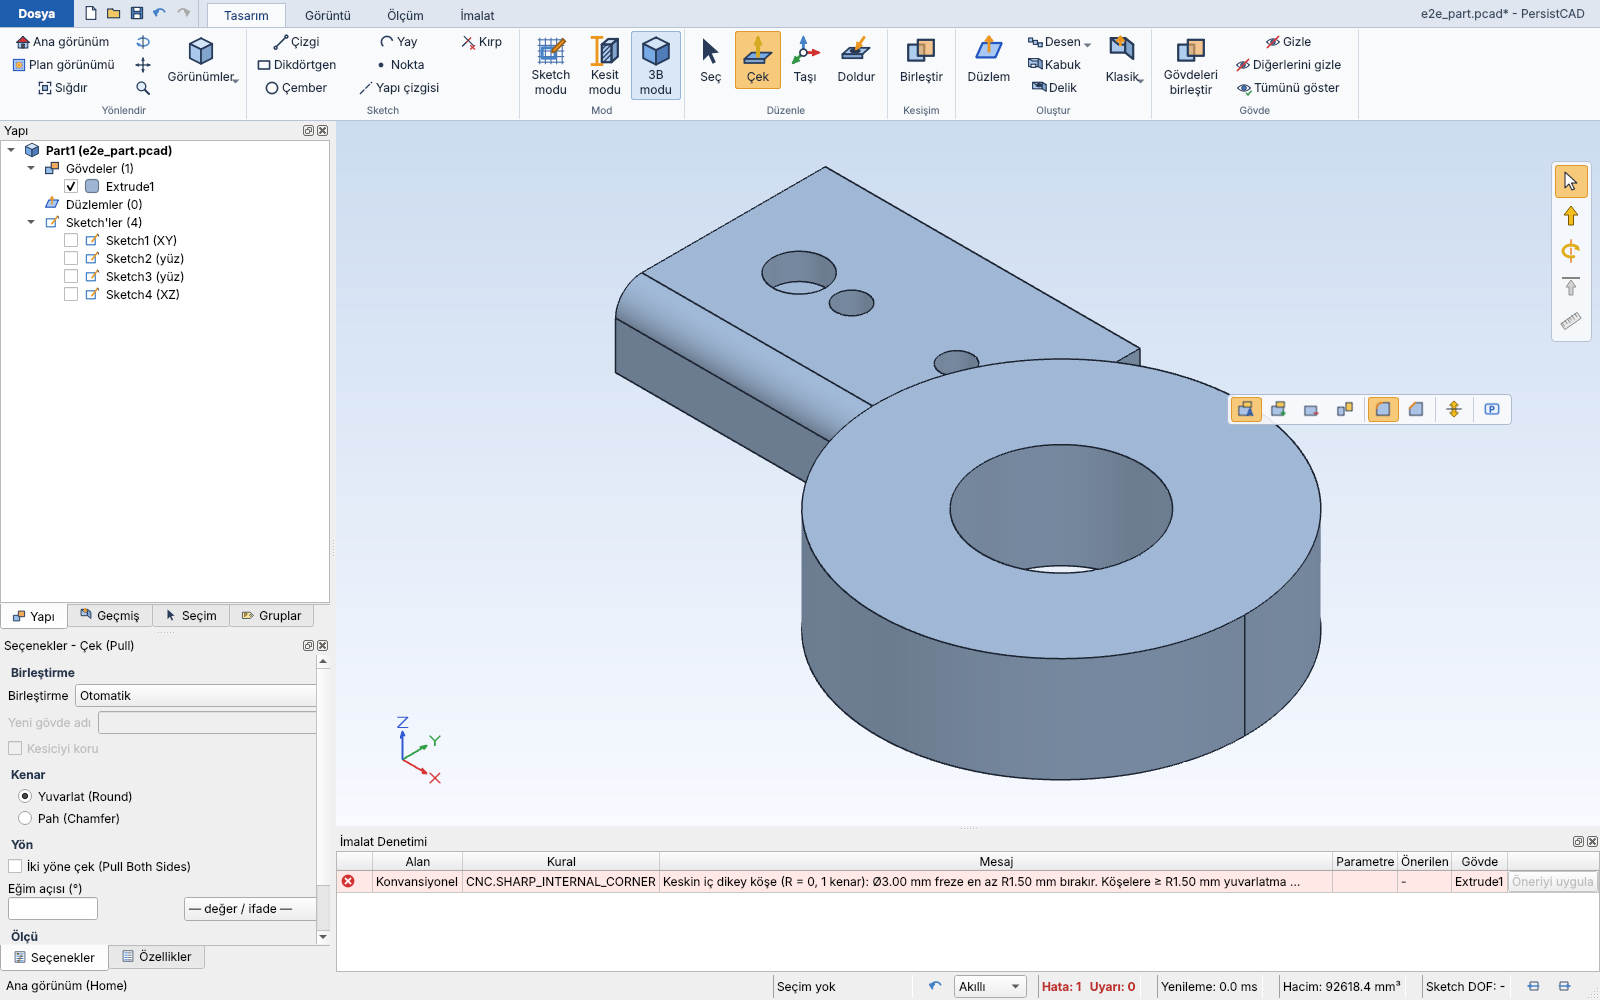 Dosya
Tasarım
Görüntü
Ölçüm
İmalat
e2e_part.pcad* - PersistCAD
Ana görünüm
Plan görünümü
Sığdır
Görünümler
Yönlendir
Çizgi
Dikdörtgen
Çember
Yay
Nokta
Yapı çizgisi
Kırp
Sketch
Sketch modu
Kesit modu
3B modu
Mod
Seç
Çek
Taşı
Doldur
Düzenle
Birleştir
Kesişim
Düzlem
Desen
Kabuk
Delik
Klasik
Oluştur
Gövdeleri birleştir
Gizle
Diğerlerini gizle
Tümünü göster
Gövde
Yapı
Part1 (e2e_part.pcad)
Gövdeler (1)
Extrude1
Düzlemler (0)
Sketch'ler (4)
Sketch1 (XY)
Sketch2 (yüz)
Sketch3 (yüz)
Sketch4 (XZ)
Yapı
Geçmiş
Seçim
Gruplar
Seçenekler - Çek (Pull)
Birleştirme
Birleştirme Otomatik
Yeni gövde adı
Kesiciyi koru
Kenar
Yuvarlat (Round)
Pah (Chamfer)
Yön
İki yöne çek (Pull Both Sides)
Eğim açısı (°)
— değer / ifade —
Ölçü
Seçenekler
Özellikler
Z
Y
X
P
İmalat Denetimi
Alan Kural Mesaj Parametre Önerilen Gövde
Konvansiyonel CNC.SHARP_INTERNAL_CORNER Keskin iç dikey köşe (R = 0, 1 kenar): Ø3.00 mm freze en az R1.50 mm bırakır. Köşelere ≥ R1.50 mm yuvarlatma ... - Extrude1 Öneriyi uygula
Ana görünüm (Home)
Seçim yok
Akıllı
Hata: 1 Uyarı: 0
Yenileme: 0.0 ms
Hacim: 92618.4 mm³
Sketch DOF: -